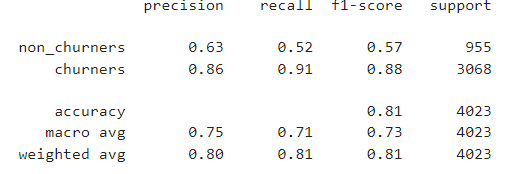 precision recall f1-score support
non_churners 0.63 0.52 0.57 955
churners 0.86 0.91 0.88 3068
accuracy 0.81 4023
macro avg 0.75 0.71 0.73 4023
weighted avg 0.80 0.81 0.81 4023